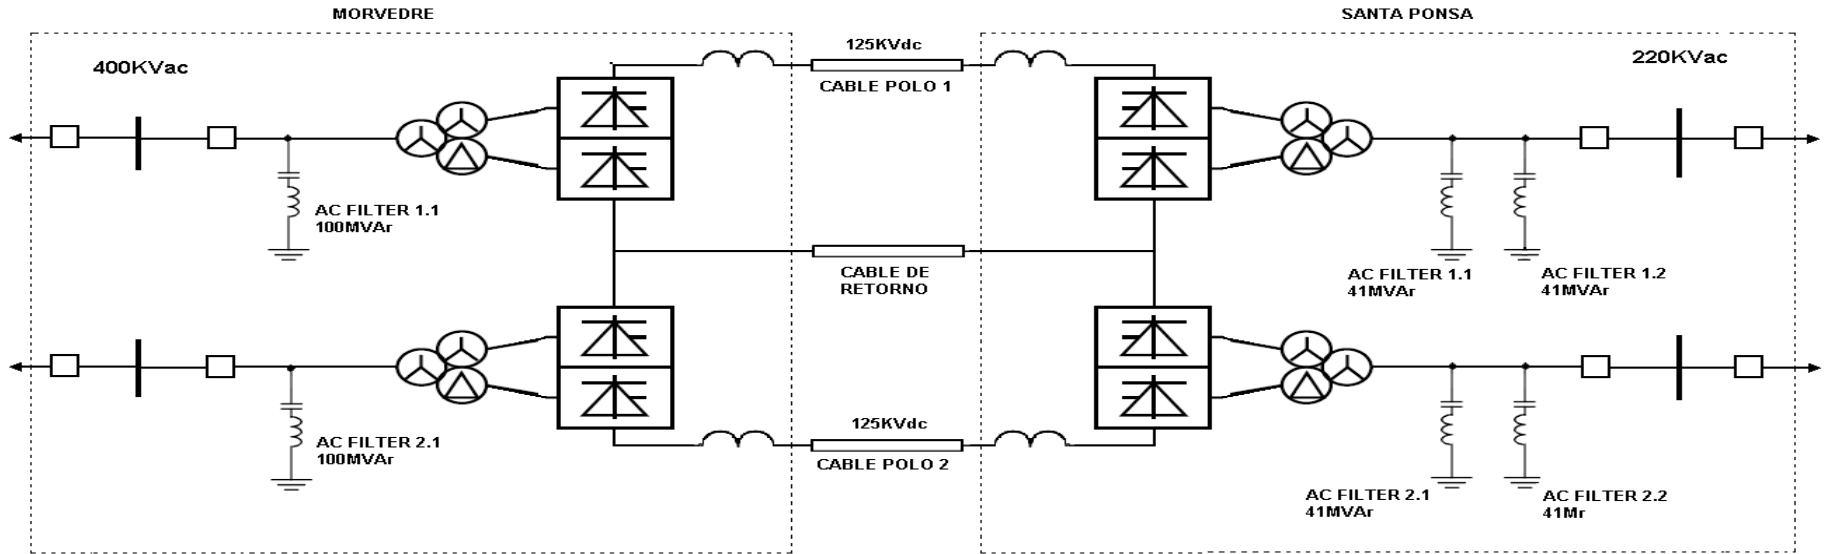 MORVEDRE
SANTA PONSA
400KVac
125KVdc
220KVac
CABLE POLO 1
AC FILTER 1.1
100MVAr
CABLE DE
RETORNO
AC FILTER 1.1
41MVAr
AC FILTER 1.2
41MVAr
125KVdc
AC FILTER 2.1
100MVAr
CABLE POLO 2
AC FILTER 2.1
41MVAr
AC FILTER 2.2
41Mr